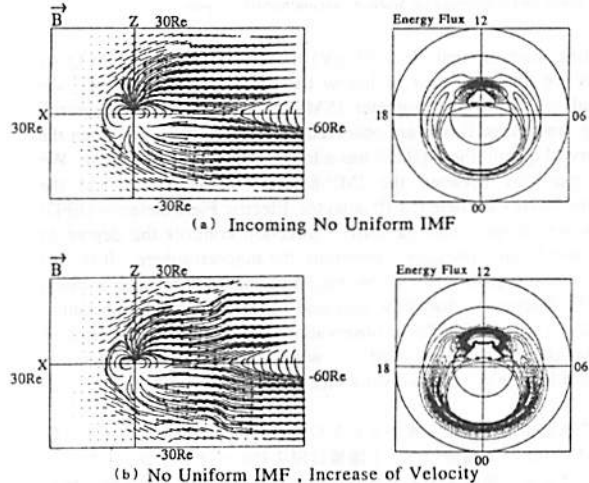 B Z 30Re
X
30Re
-60Re
-30Re
Energy Flux 12
18 06
00
(a) Incoming No Uniform IMF
B Z 30Re
X
30Re
-60Re
-30Re
Energy Flux 12
18 06
00
(b) No Uniform IMF , Increase of Velocity